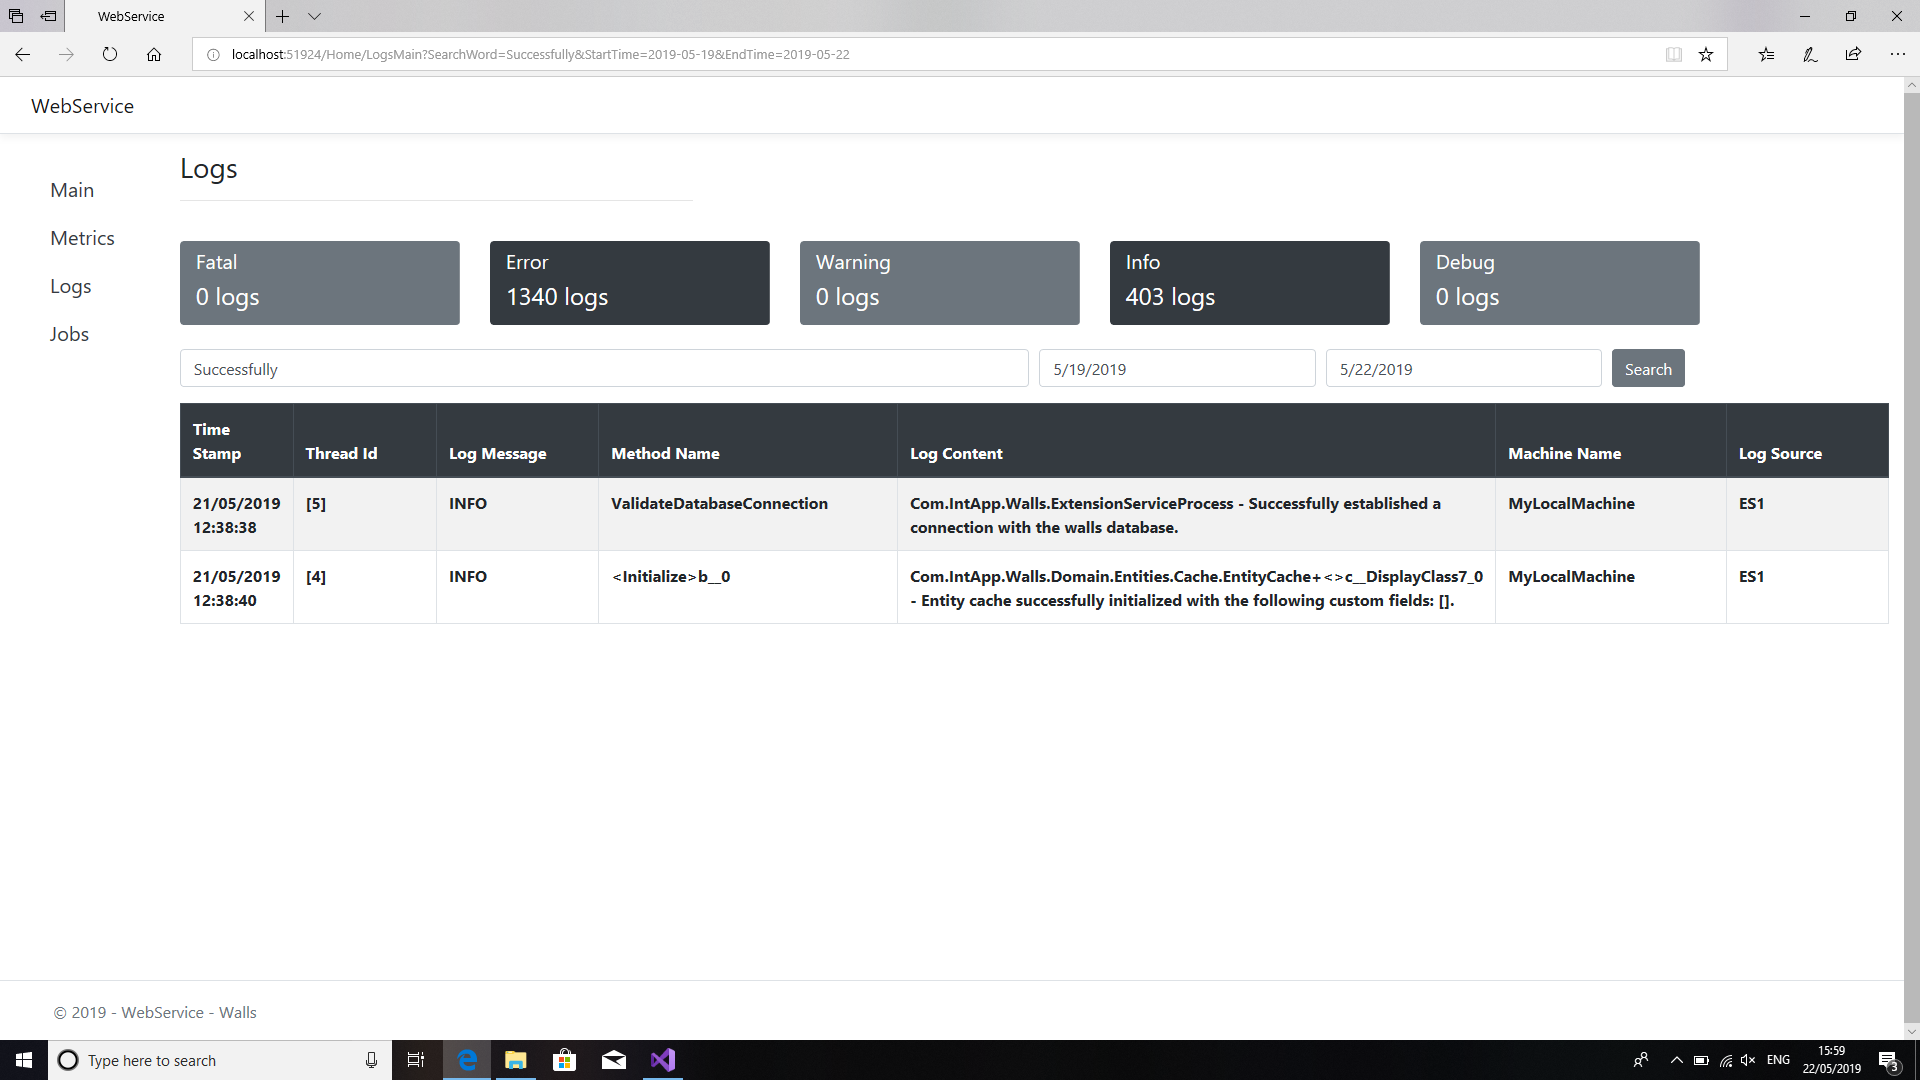 WebService
localhost:51924/Home/LogsMain?SearchWord=Successfully&StartTime=2019-05-19&EndTime=2019-05-22
WebService
Main
Metrics
Logs
Jobs
Logs
Fatal
0 logs
Error
1340 logs
Warning
0 logs
Info
403 logs
Debug
0 logs
Successfully
5/19/2019
5/22/2019
Search
Time
Stamp
Thread Id
Log Message
Method Name
Log Content
Machine Name
Log Source
21/05/2019
12:38:38
[5]
INFO
ValidateDatabaseConnection
Com.IntApp.Walls.ExtensionServiceProcess - Successfully established a
connection with the walls database.
MyLocalMachine
ES1
21/05/2019
12:38:40
[4]
INFO
<Initialize>b__0
Com.IntApp.Walls.Domain.Entities.Cache.EntityCache+<>c__DisplayClass7_0
- Entity cache successfully initialized with the following custom fields: [].
MyLocalMachine
ES1
© 2019 - WebService - Walls
Type here to search
ENG
15:59
22/05/2019
3